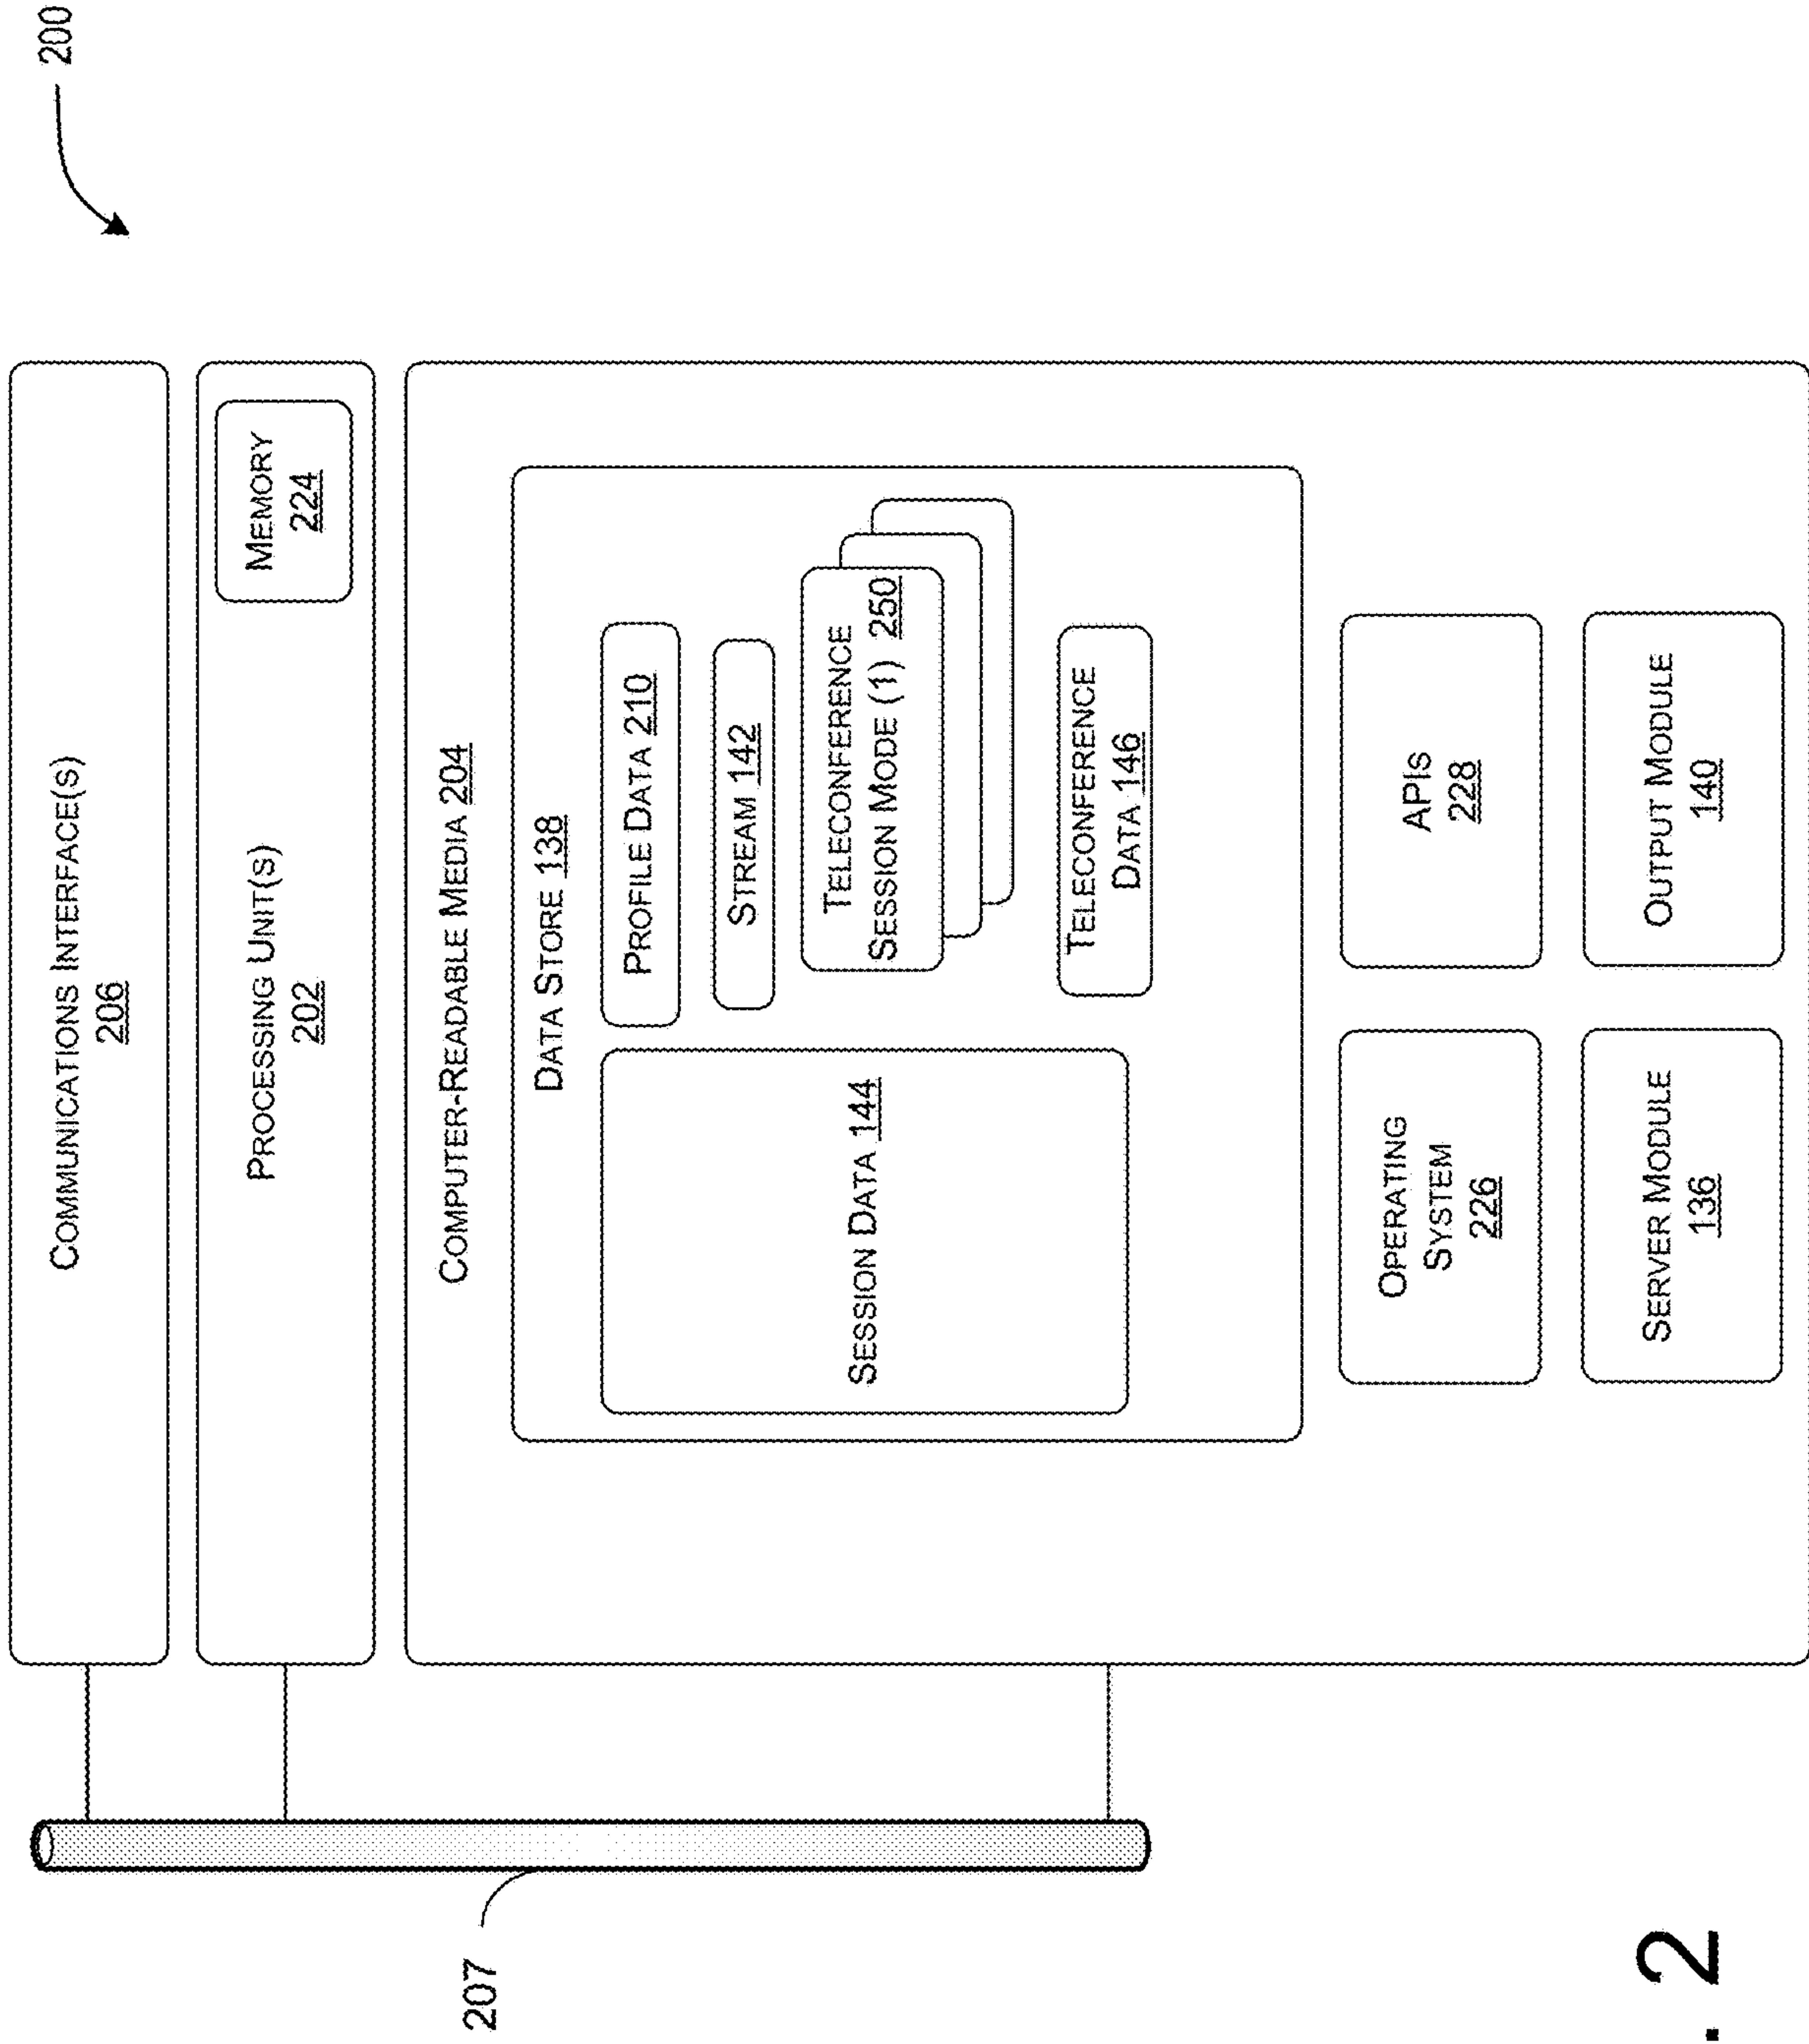 200
COMMUNICATIONS INTERFACE(S)
206
PROCESSING UNIT(S)
202
MEMORY
224
COMPUTER-READABLE MEDIA 204
DATA STORE 138
SESSION DATA 144
PROFILE DATA 210
STREAM 142
TELECONFERENCE
SESSION MODE (1) 250
TELECONFERENCE
DATA 146
OPERATING
SYSTEM
226
APIS
228
SERVER MODULE
136
OUTPUT MODULE
140
207
. 2